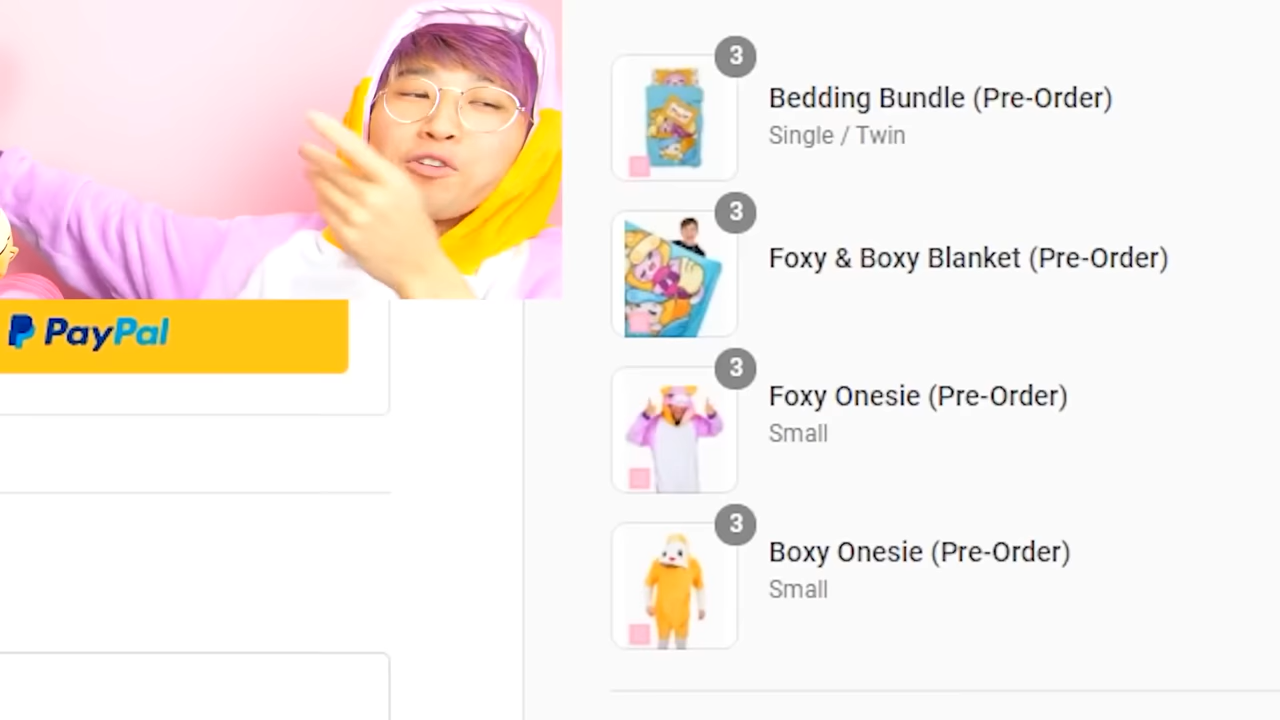 3
Bedding Bundle (Pre-Order)
Single / Twin
3
Foxy & Boxy Blanket (Pre-Order)
PayPal
3
Foxy Onesie (Pre-Order)
Small
3
Boxy Onesie (Pre-Order)
Small